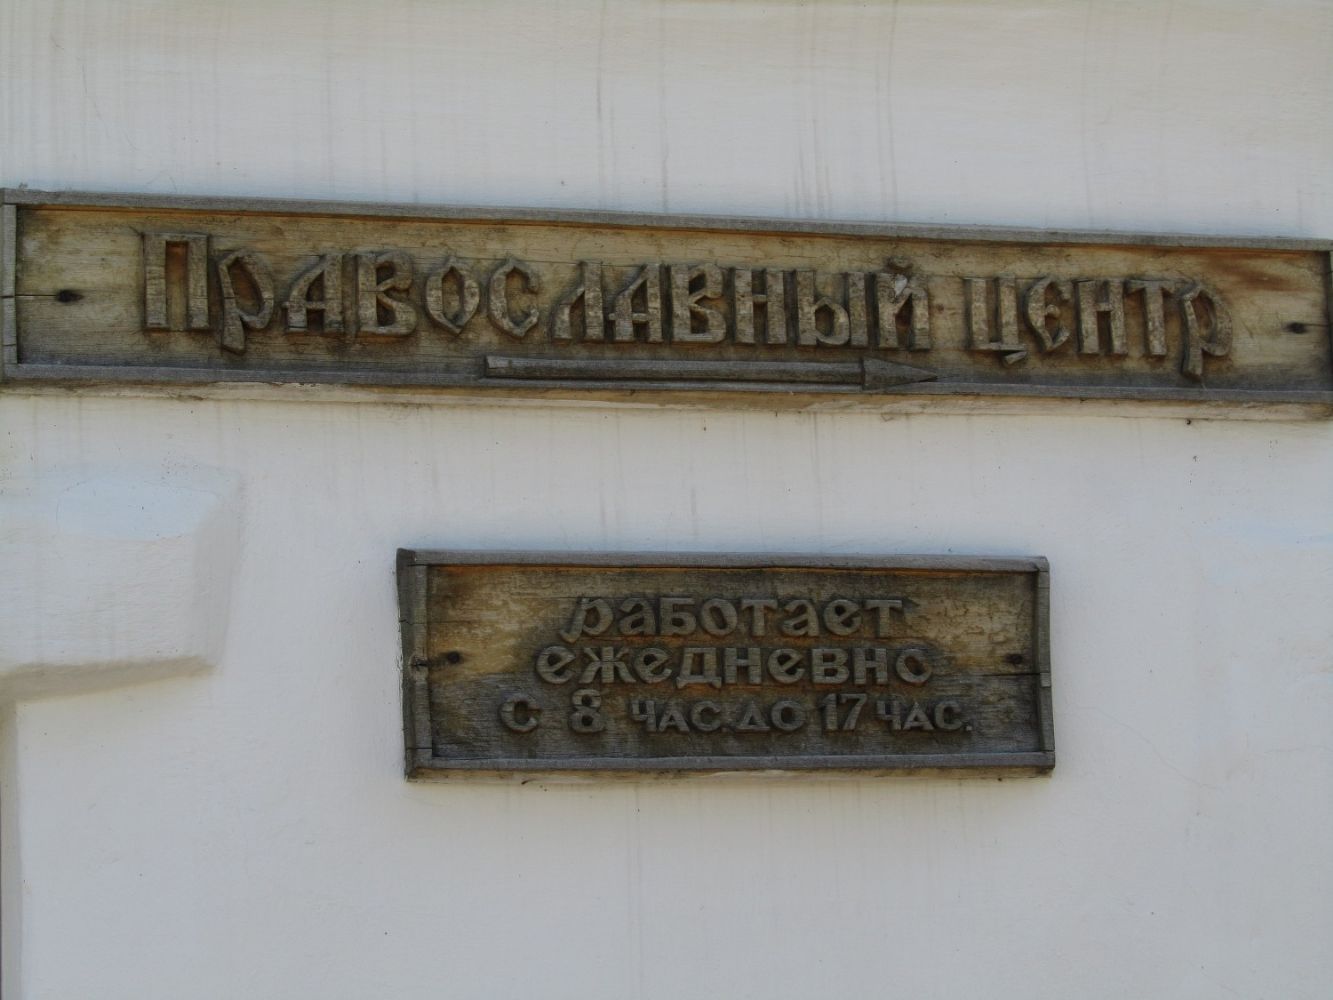 Православный центр
работает
ежедневно
с 8 час. до 17 час.